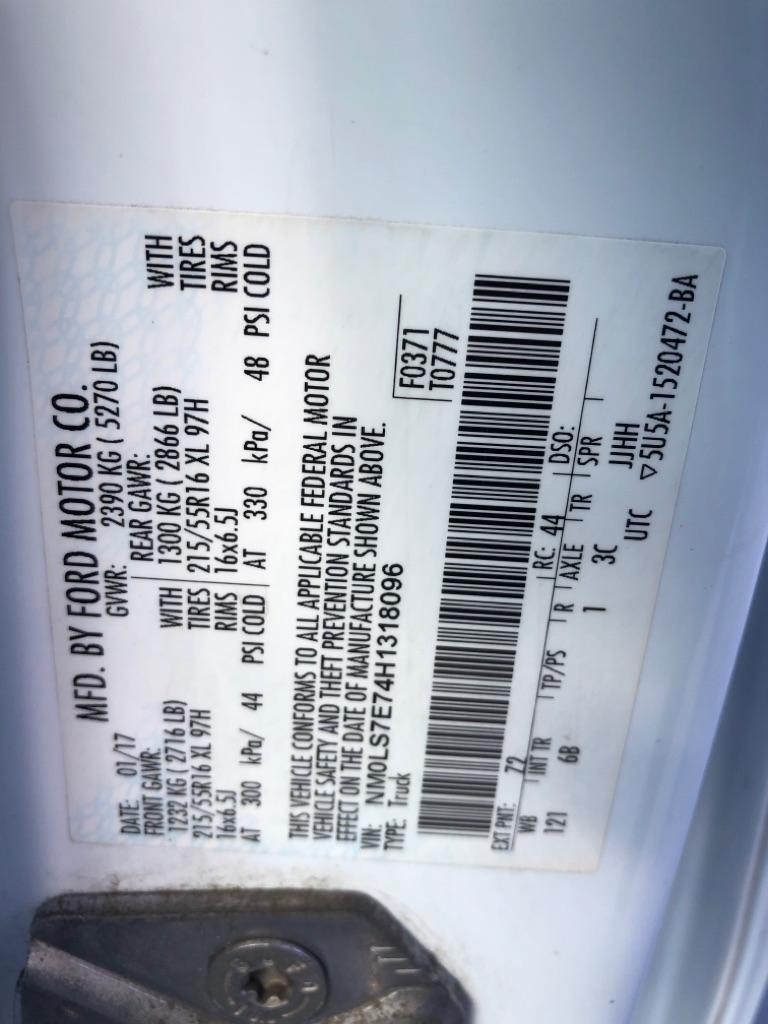 MFD. BY FORD MOTOR CO.
DATE: 01/17 GVWR: 2390 KG ( 5270 LB)
FRONT GAWR: REAR GAWR:
1232 KG ( 2716 LB) WITH 1300 KG ( 2866 LB) WITH
215/55R16 XL 97H TIRES 215/55R16 XL 97H TIRES
16x6.5J RIMS 16x6.5J RIMS
AT 300 kPa/ 44 PSI COLD AT 330 kPa/ 48 PSI COLD
THIS VEHICLE CONFORMS TO ALL APPLICABLE FEDERAL MOTOR
VEHICLE SAFETY AND THEFT PREVENTION STANDARDS IN
EFFECT ON THE DATE OF MANUFACTURE SHOWN ABOVE.
VIN: NM0LS7E74H1318096
TYPE: Truck
F0371
T0777
EXT PNT: 72 RC: 44 DSO:
WB INT TR TP/PS R AXLE TR SPR
121 6B 1 3C JJHH
UTC ▽5U5A-1520472-BA